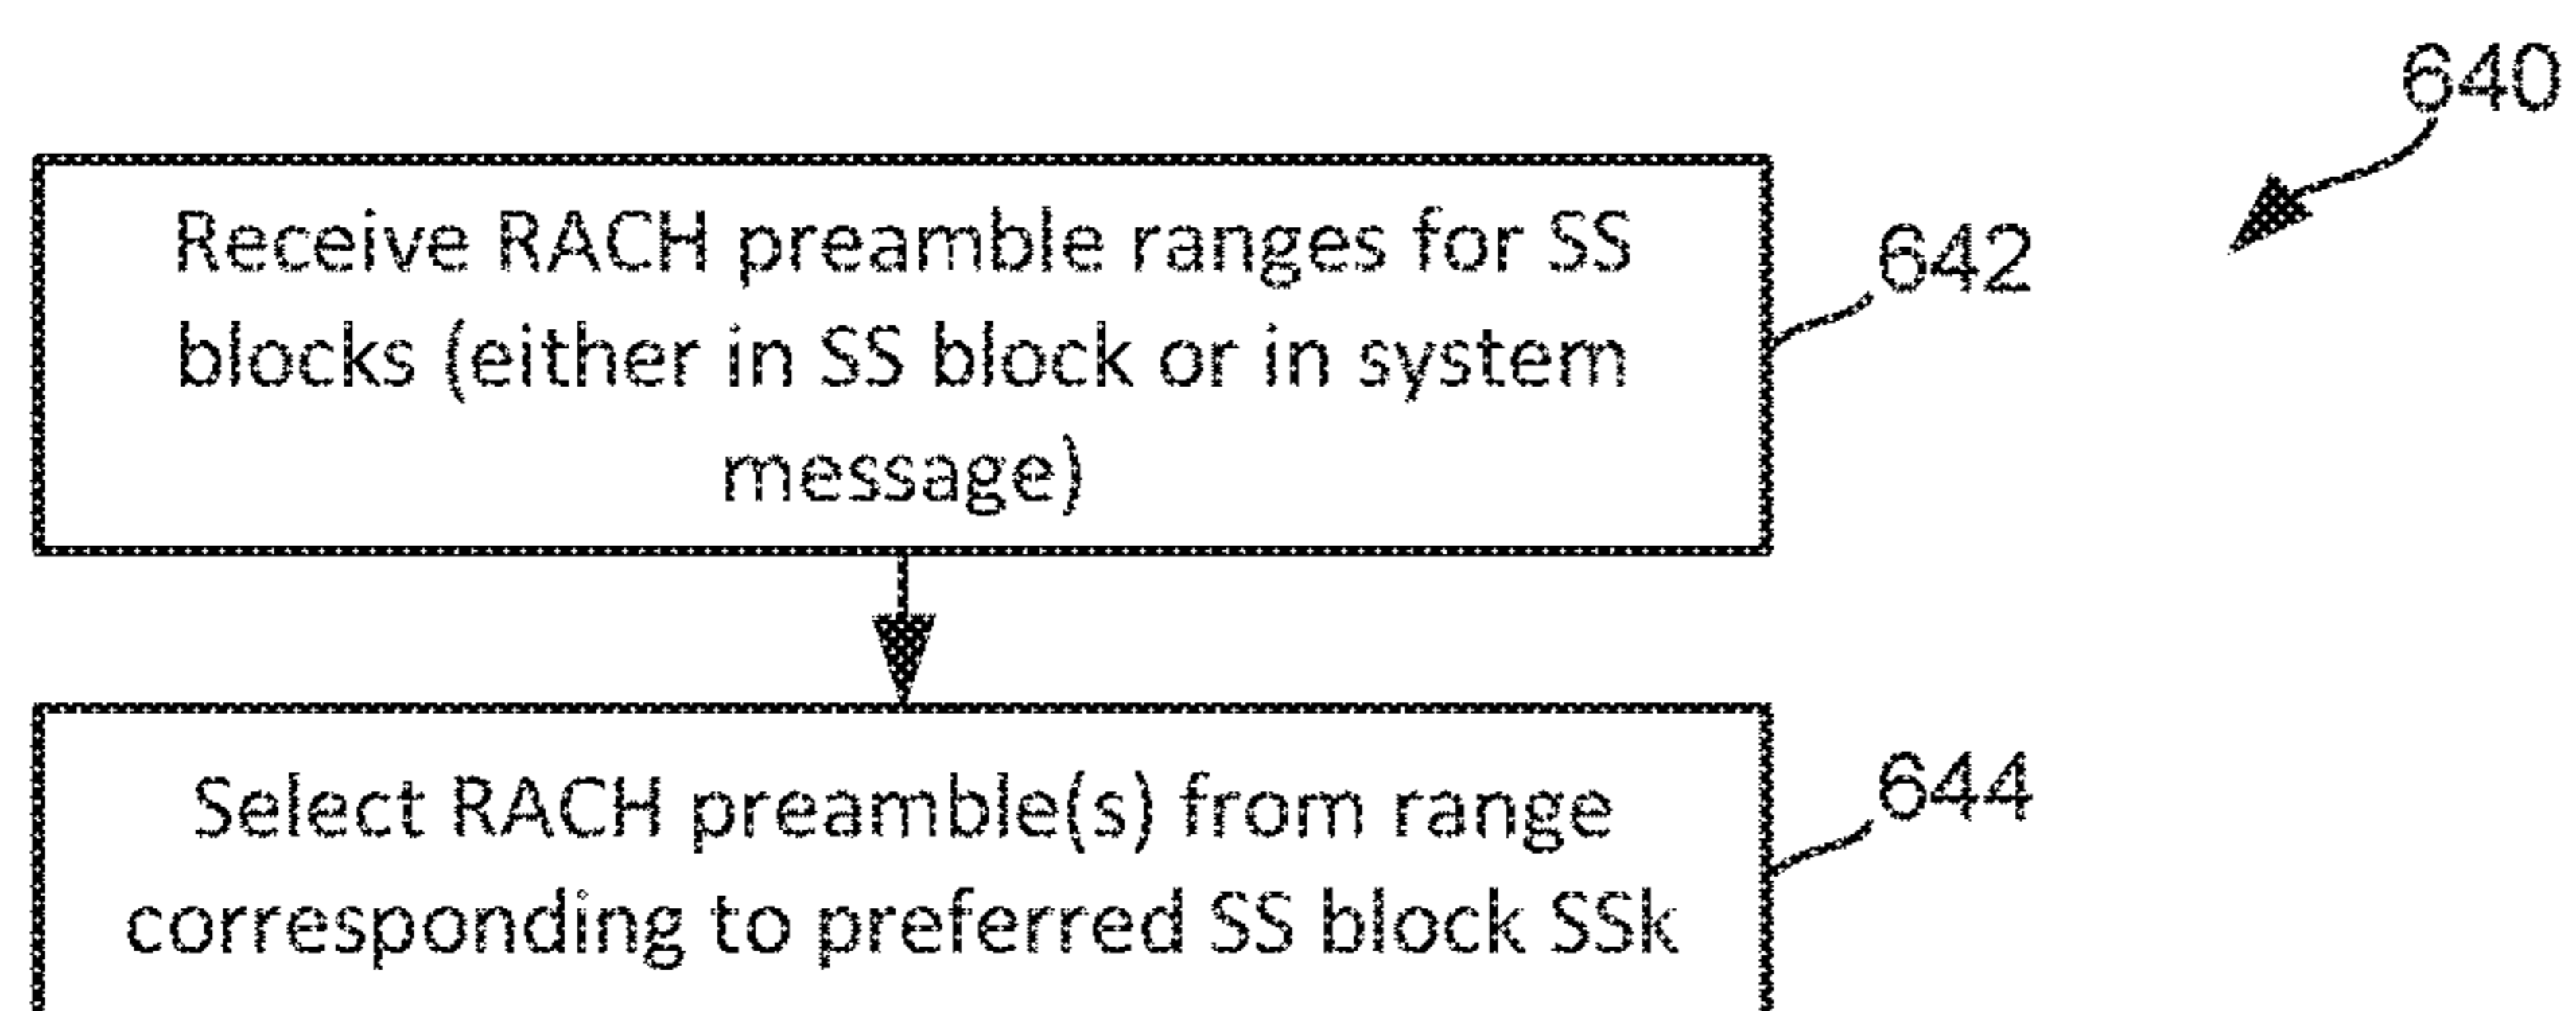 640
Receive RACH preamble ranges for SS
642
blocks (either in SS block or in system
message)
Select RACH preamble(s) from range
644
corresponding to preferred SS block SSk